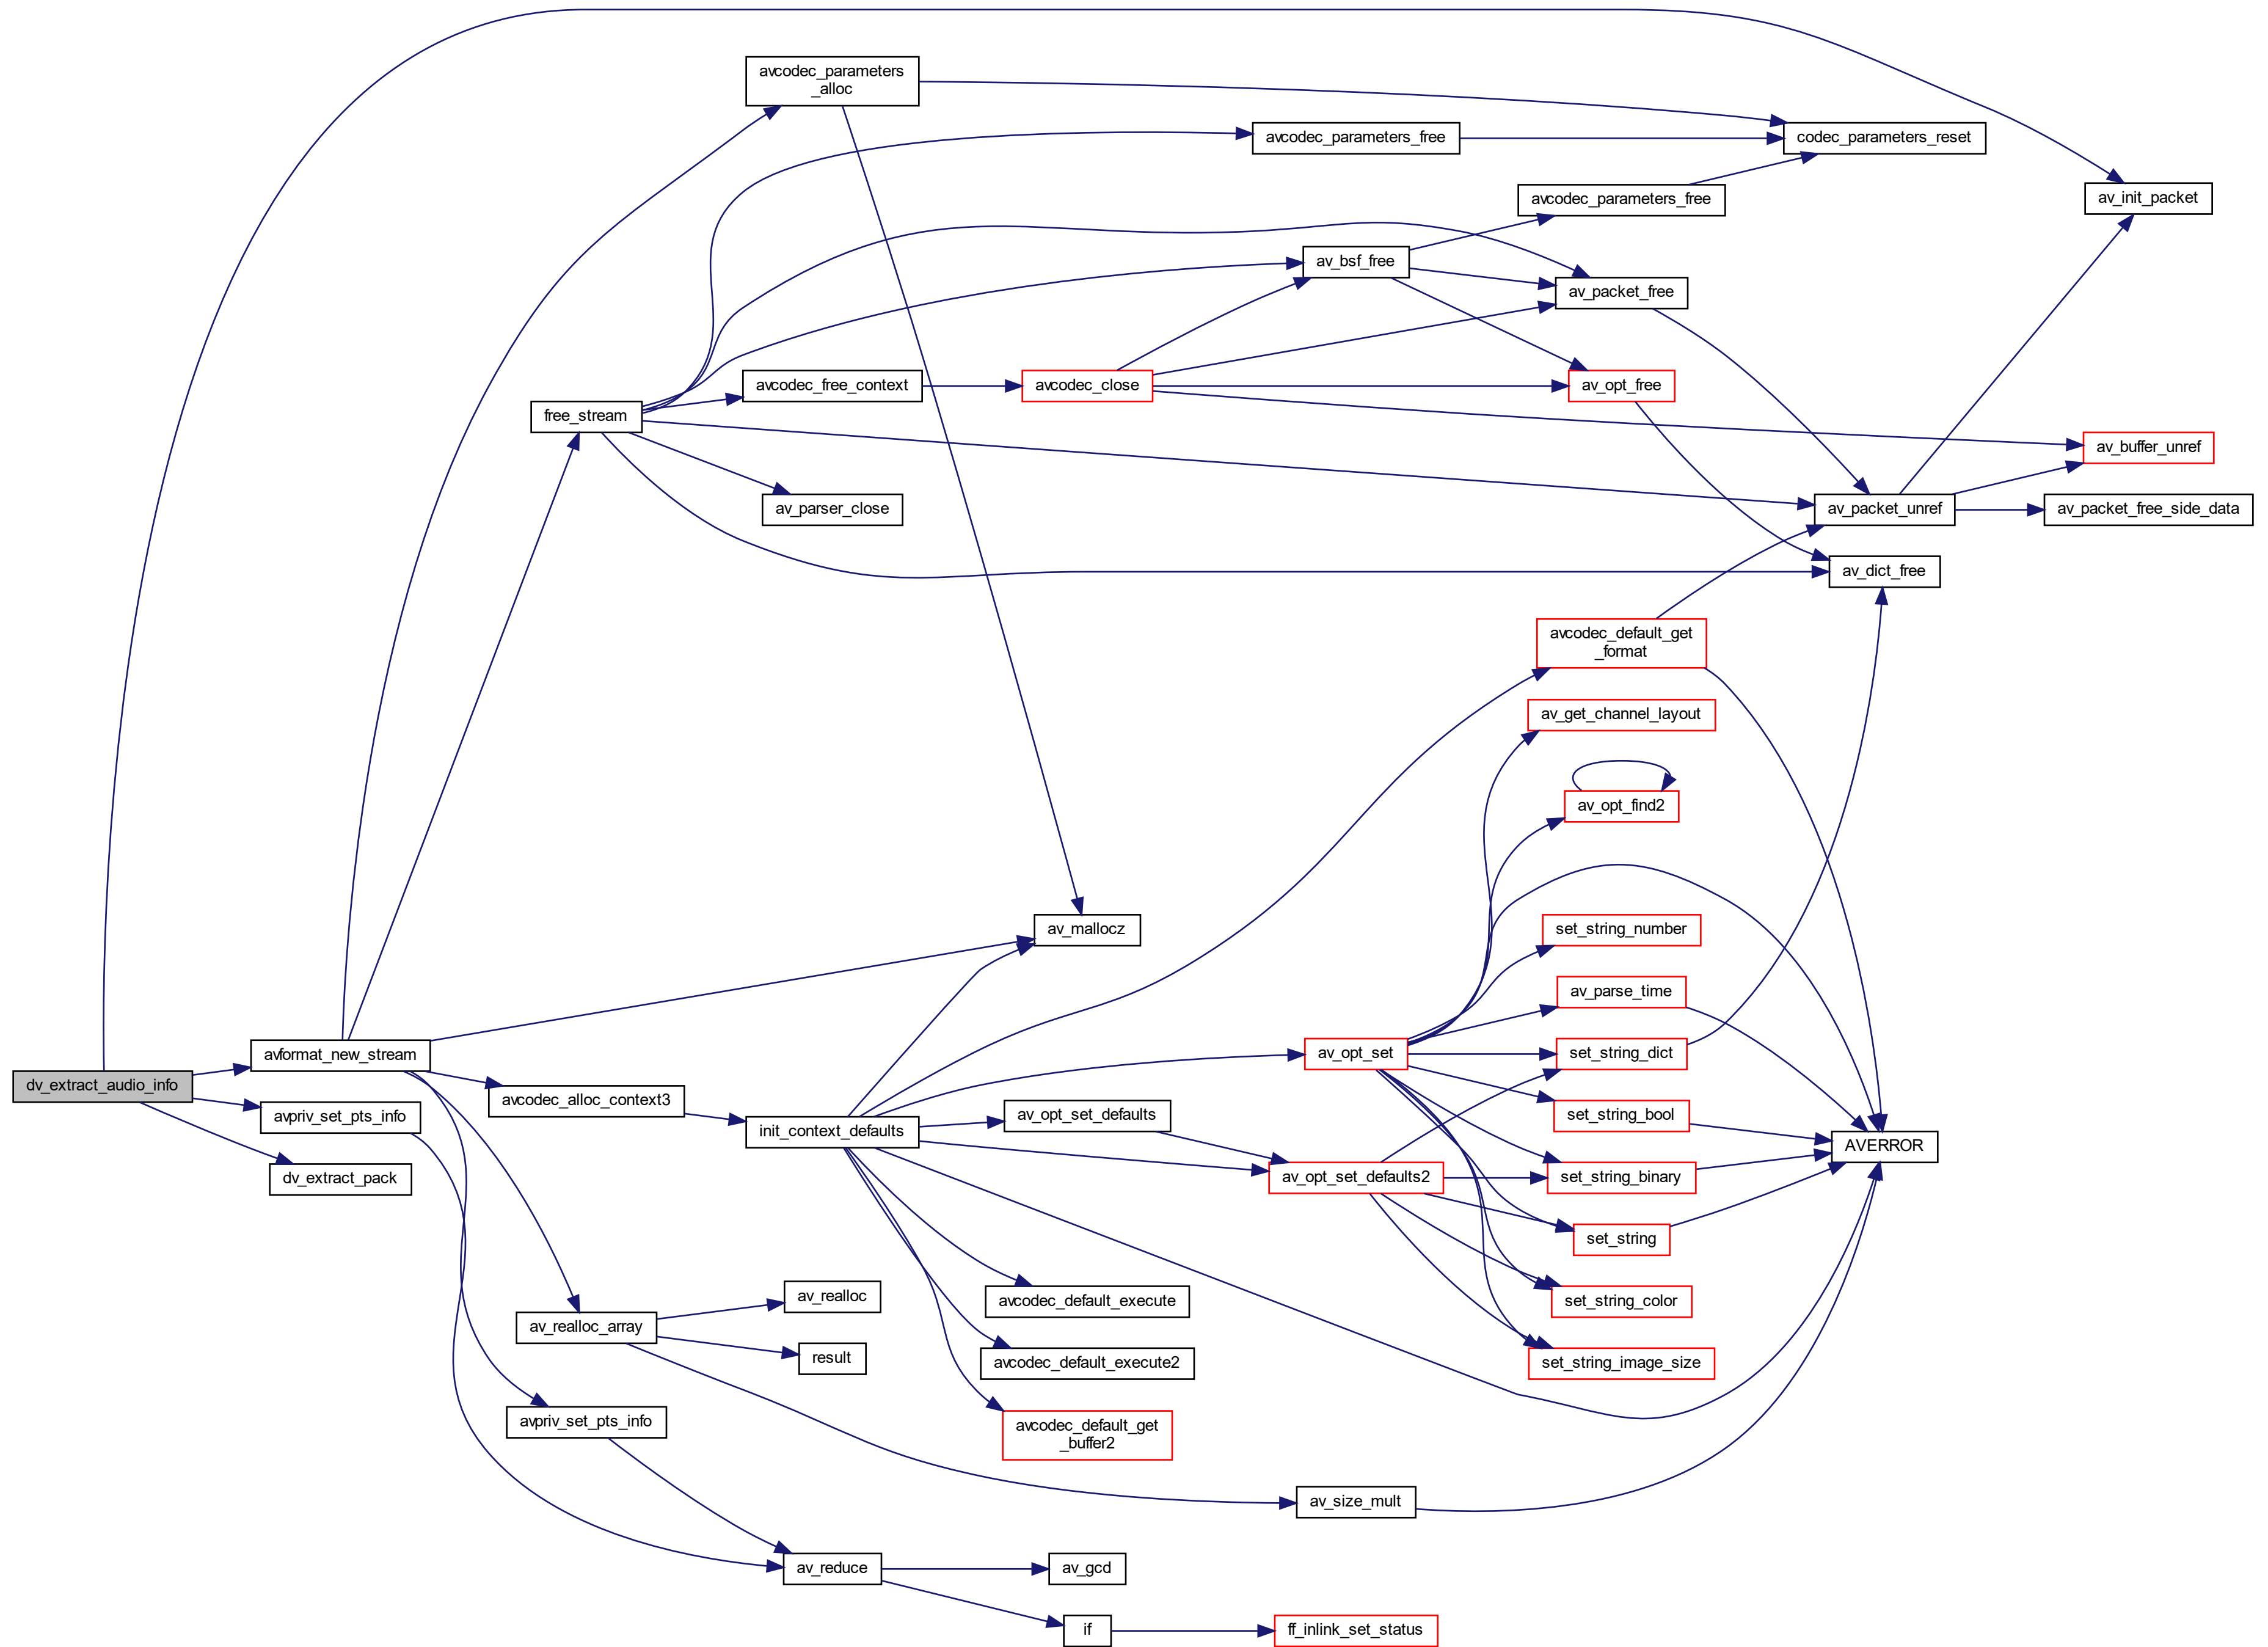 avcodec_parameters
_alloc
avcodec_parameters_free
codec_parameters_reset
avcodec_parameters_free
av_init_packet
av_bsf_free
av_packet_free
avcodec_free_context
avcodec_close
av_opt_free
free_stream
av_buffer_unref
av_parser_close
av_packet_unref
av_packet_free_side_data
av_dict_free
avcodec_default_get
_format
av_get_channel_layout
av_opt_find2
av_mallocz
set_string_number
av_parse_time
avformat_new_stream
av_opt_set
set_string_dict
dv_extract_audio_info
avcodec_alloc_context3
avpriv_set_pts_info
av_opt_set_defaults
set_string_bool
init_context_defaults
AVERROR
dv_extract_pack
av_opt_set_defaults2
set_string_binary
set_string
av_realloc
avcodec_default_execute
set_string_color
av_realloc_array
result
avcodec_default_execute2
set_string_image_size
avpriv_set_pts_info
avcodec_default_get
_buffer2
av_size_mult
av_reduce
av_gcd
if
ff_inlink_set_status